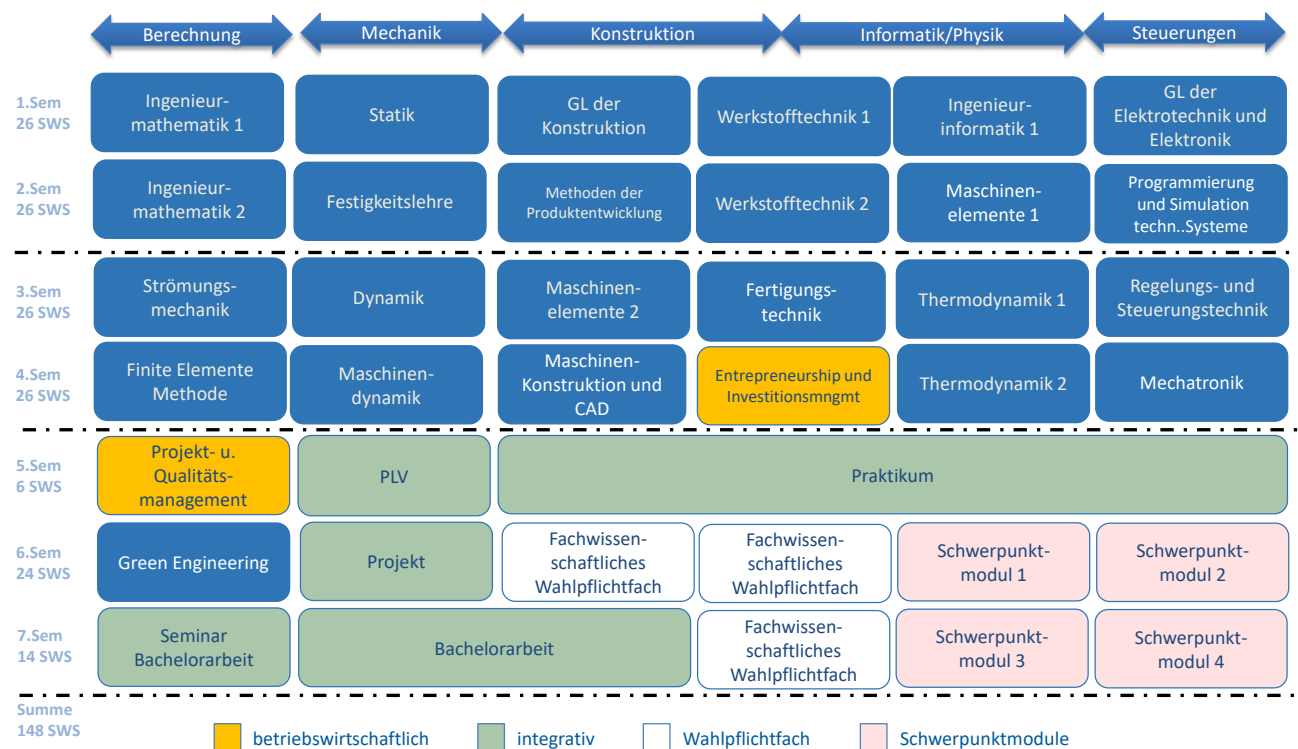 Berechnung
Mechanik
Konstruktion
Informatik/Physik
Steuerungen
1.Sem
26 SWS
Ingenieur-
mathematik 1
Statik
GL der
Konstruktion
Werkstofftechnik 1
Ingenieur-
informatik 1
GL der
Elektrotechnik und
Elektronik
2.Sem
26 SWS
Ingenieur-
mathematik 2
Festigkeitslehre
Methoden der
Produktentwicklung
Werkstofftechnik 2
Maschinen-
elemente 1
Programmierung
und Simulation
techn..Systeme
3.Sem
26 SWS
Strömungs-
mechanik
Dynamik
Maschinen-
elemente 2
Fertigungs-
technik
Thermodynamik 1
Regelungs- und
Steuerungstechnik
4.Sem
26 SWS
Finite Elemente
Methode
Maschinen-
dynamik
Maschinen-
Konstruktion und
CAD
Entrepreneurship und
Investitionsmngmt
Thermodynamik 2
Mechatronik
5.Sem
6 SWS
Projekt- u.
Qualitäts-
management
PLV
Praktikum
6.Sem
24 SWS
Green Engineering
Projekt
Fachwissen-
schaftliches
Wahlpflichtfach
Fachwissen-
schaftliches
Wahlpflichtfach
Schwerpunkt-
modul 1
Schwerpunkt-
modul 2
7.Sem
14 SWS
Seminar
Bachelorarbeit
Bachelorarbeit
Fachwissen-
schaftliches
Wahlpflichtfach
Schwerpunkt-
modul 3
Schwerpunkt-
modul 4
Summe
148 SWS
betriebswirtschaftlich
integrativ
Wahlpflichtfach
Schwerpunktmodule